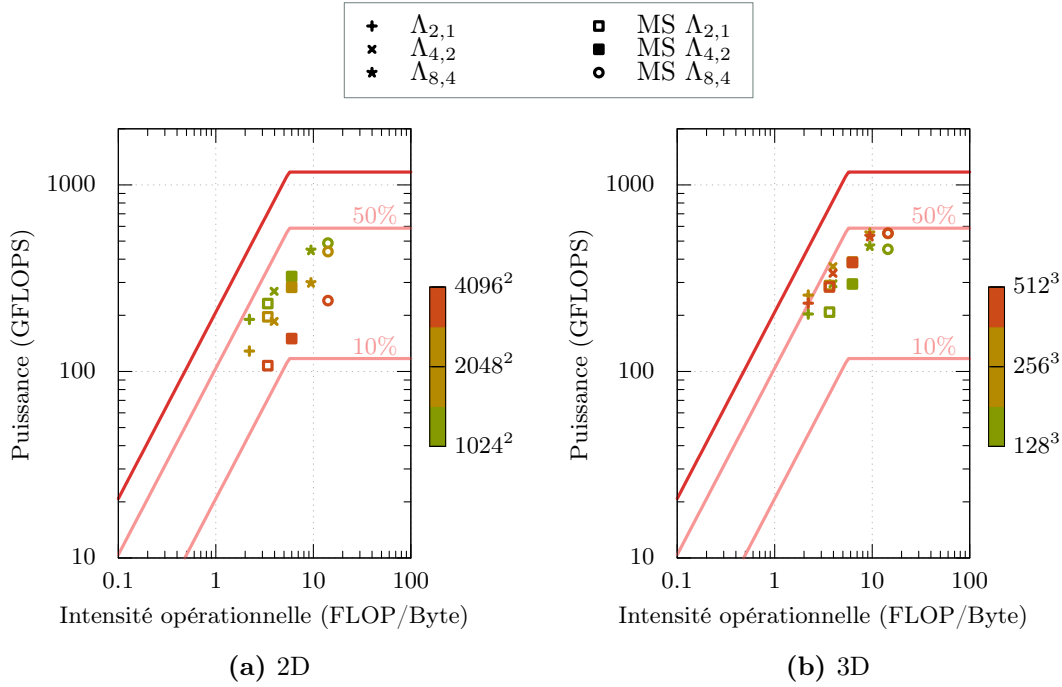 Λ₂,₁ MS Λ₂,₁
Λ₄,₂ MS Λ₄,₂
Λ₈,₄ MS Λ₈,₄
Puissance (GFLOPS)
1000
100
10
50%
10%
0.1 1 10 100
Intensité opérationnelle (FLOP/Byte)
4096²
2048²
1024²
(a) 2D
Puissance (GFLOPS)
1000
100
10
50%
10%
0.1 1 10 100
Intensité opérationnelle (FLOP/Byte)
512³
256³
128³
(b) 3D